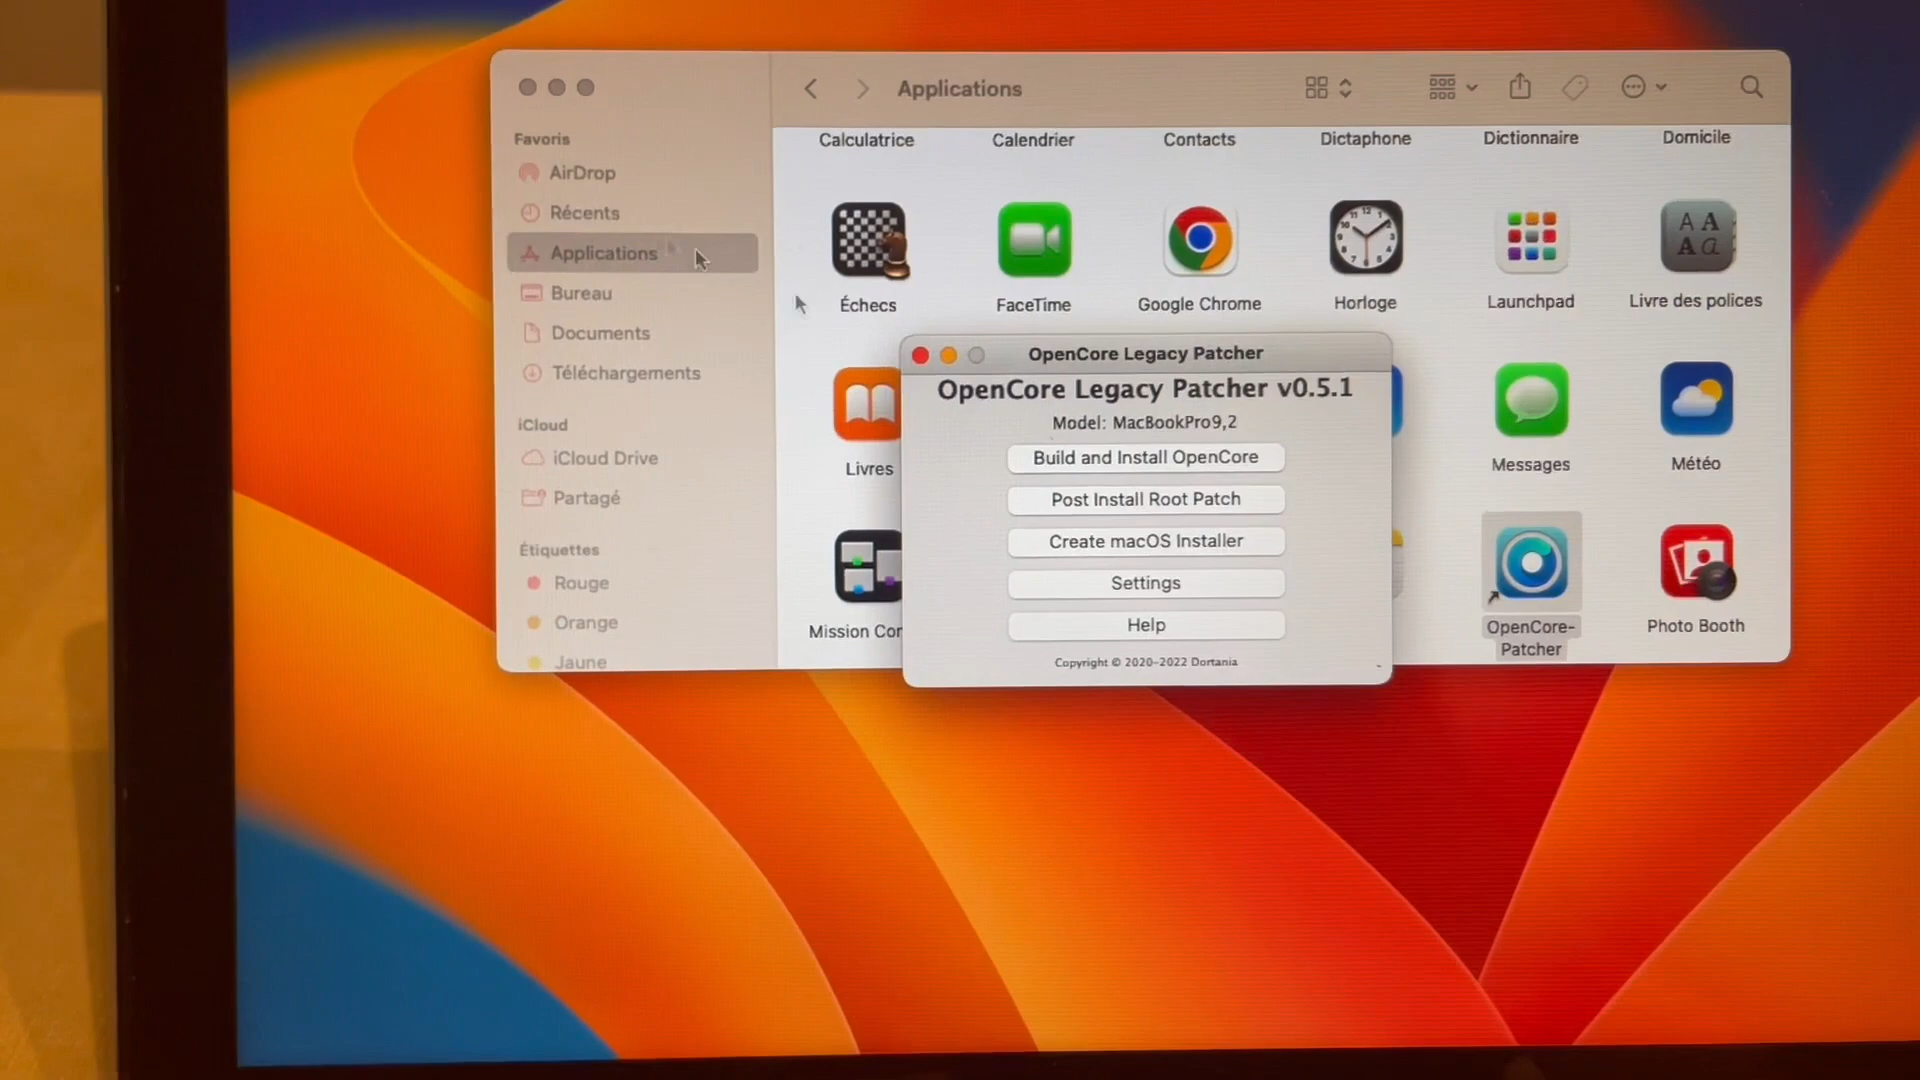 Applications
Favoris
AirDrop
Récents
Applications
Bureau
Documents
Téléchargements
iCloud
iCloud Drive
Partagé
Étiquettes
Rouge
Orange
Jaune
Calculatrice
Calendrier
Contacts
Dictaphone
Dictionnaire
Domicile
Échecs
FaceTime
Google Chrome
Horloge
Launchpad
Livre des polices
Livres
Messages
Météo
Mission Con
OpenCore-
Patcher
Photo Booth
OpenCore Legacy Patcher
OpenCore Legacy Patcher v0.5.1
Model: MacBookPro9,2
Build and Install OpenCore
Post Install Root Patch
Create macOS Installer
Settings
Help
Copyright © 2020-2022 Dortania